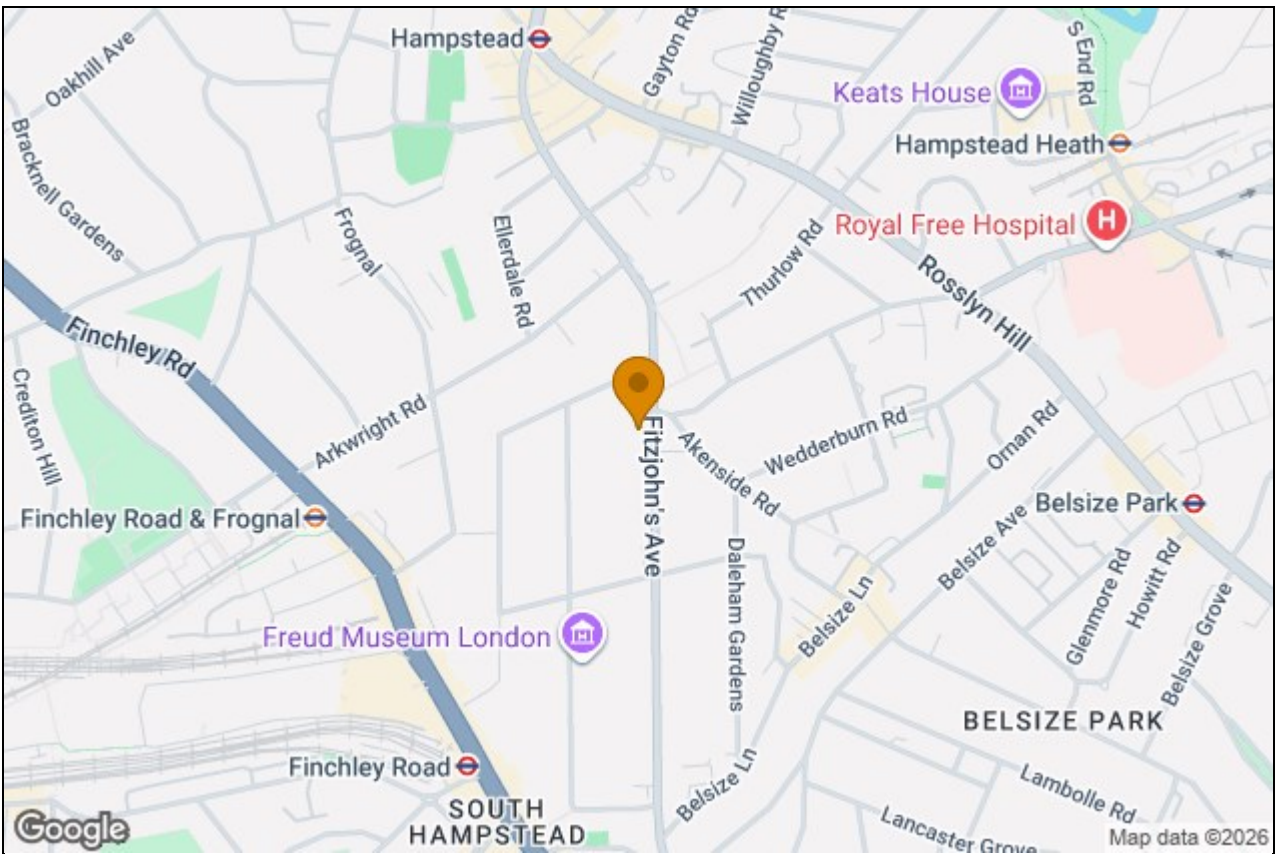 Hampstead
Oakhill Ave
Gayton Rd
Willoughby R
S End Rd
Keats House
Hampstead Heath
Bracknell Gardens
Frognal
Ellerdale Rd
Royal Free Hospital
H
Thurlow Rd
Rosslyn Hill
Finchley Rd
Crediton Hill
Arkwright Rd
Fitzjohn's Ave
Akenside Rd
Wedderburn Rd
Ornan Rd
Finchley Road & Frognal
Belsize Park
Belsize Ave
Daleham Gardens
Belsize Ln
Glenmore Rd
Howitt Rd
Belsize Grove
Freud Museum London
BELSIZE PARK
Finchley Road
Belsize Ln
Lambolle Rd
SOUTH
HAMPSTEAD
Lancaster Grove
Google
Map data ©2026